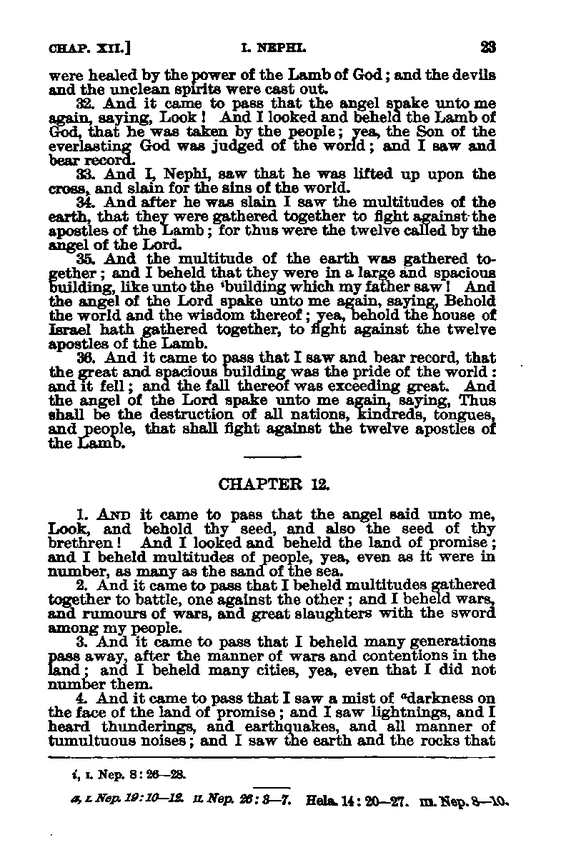 CHAP. XII.] I. NEPHI. 23
were healed by the power of the Lamb of God; and the devils
and the unclean spirits were cast out.
32. And it came to pass that the angel spake unto me
again, saying, Look! And I looked and beheld the Lamb of
God, that he was taken by the people; yea, the Son of the
everlasting God was judged of the world; and I saw and
bear record.
33. And I, Nephi, saw that he was lifted up upon the
cross, and slain for the sins of the world.
34. And after he was slain I saw the multitudes of the
earth, that they were gathered together to fight against the
apostles of the Lamb; for thus were the twelve called by the
angel of the Lord.
35. And the multitude of the earth was gathered to-
gether; and I beheld that they were in a large and spacious
building, like unto the ⁱbuilding which my father saw! And
the angel of the Lord spake unto me again, saying, Behold
the world and the wisdom thereof; yea, behold the house of
Israel hath gathered together, to fight against the twelve
apostles of the Lamb.
36. And it came to pass that I saw and bear record, that
the great and spacious building was the pride of the world:
and it fell; and the fall thereof was exceeding great. And
the angel of the Lord spake unto me again, saying, Thus
shall be the destruction of all nations, kindreds, tongues,
and people, that shall fight against the twelve apostles of
the Lamb.
CHAPTER 12.
1. AND it came to pass that the angel said unto me,
Look, and behold thy seed, and also the seed of thy
brethren! And I looked and beheld the land of promise;
and I beheld multitudes of people, yea, even as it were in
number, as many as the sand of the sea.
2. And it came to pass that I beheld multitudes gathered
together to battle, one against the other; and I beheld wars,
and rumours of wars, and great slaughters with the sword
among my people.
3. And it came to pass that I beheld many generations
pass away, after the manner of wars and contentions in the
land; and I beheld many cities, yea, even that I did not
number them.
4. And it came to pass that I saw a mist of ᵃdarkness on
the face of the land of promise; and I saw lightnings, and I
heard thunderings, and earthquakes, and all manner of
tumultuous noises; and I saw the earth and the rocks that
i, I. Nep. 8: 26—28.
a, I. Nep. 19: 10—12. II. Nep. 26: 3—7. Hela. 14: 20—27. III. Nep. 8—10.